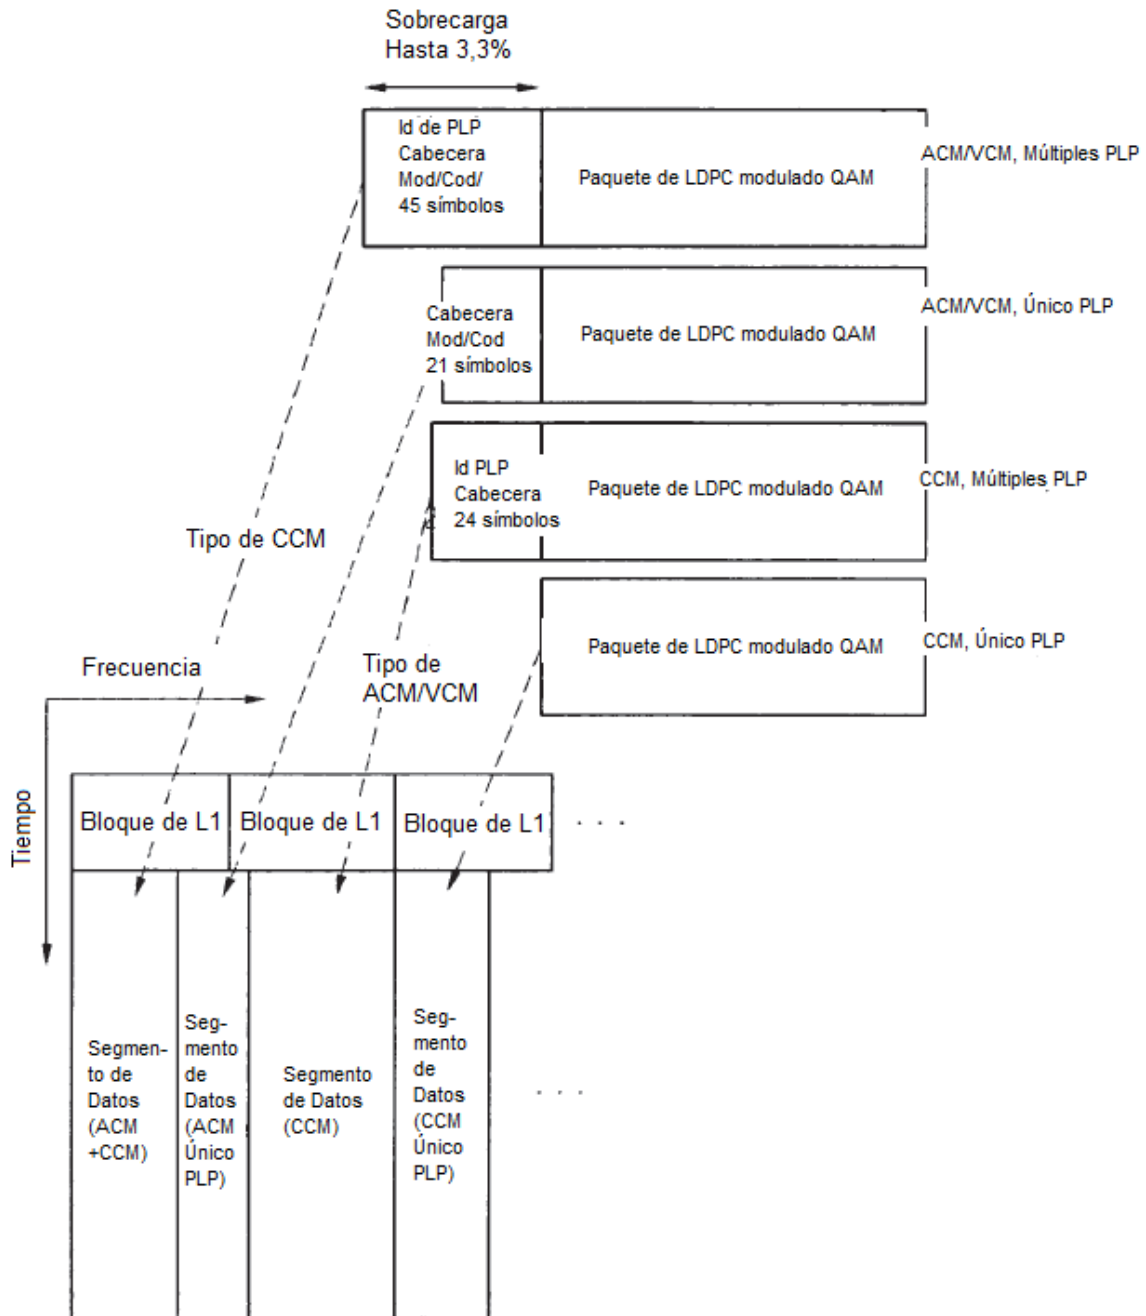 Sobrecarga
Hasta 3,3%
Id de PLP
Cabecera
Mod/Cod/
45 símbolos
Paquete de LDPC modulado QAM
ACM/VCM, Múltiples PLP
Cabecera
Mod/Cod
21 símbolos
Paquete de LDPC modulado QAM
ACM/VCM, Único PLP
Id PLP
Cabecera
24 símbolos
Paquete de LDPC modulado QAM
CCM, Múltiples PLP
Tipo de CCM
Paquete de LDPC modulado QAM
CCM, Único PLP
Tipo de
ACM/VCM
Frecuencia
Tiempo
Bloque de L1
Bloque de L1
Bloque de L1
. . .
Segmen-
to de
Datos
(ACM
+CCM)
Seg-
mento
de
Datos
(ACM
Único
PLP)
Segmento
de Datos
(CCM)
Seg-
mento
de
Datos
(CCM
Único
PLP)
. . .